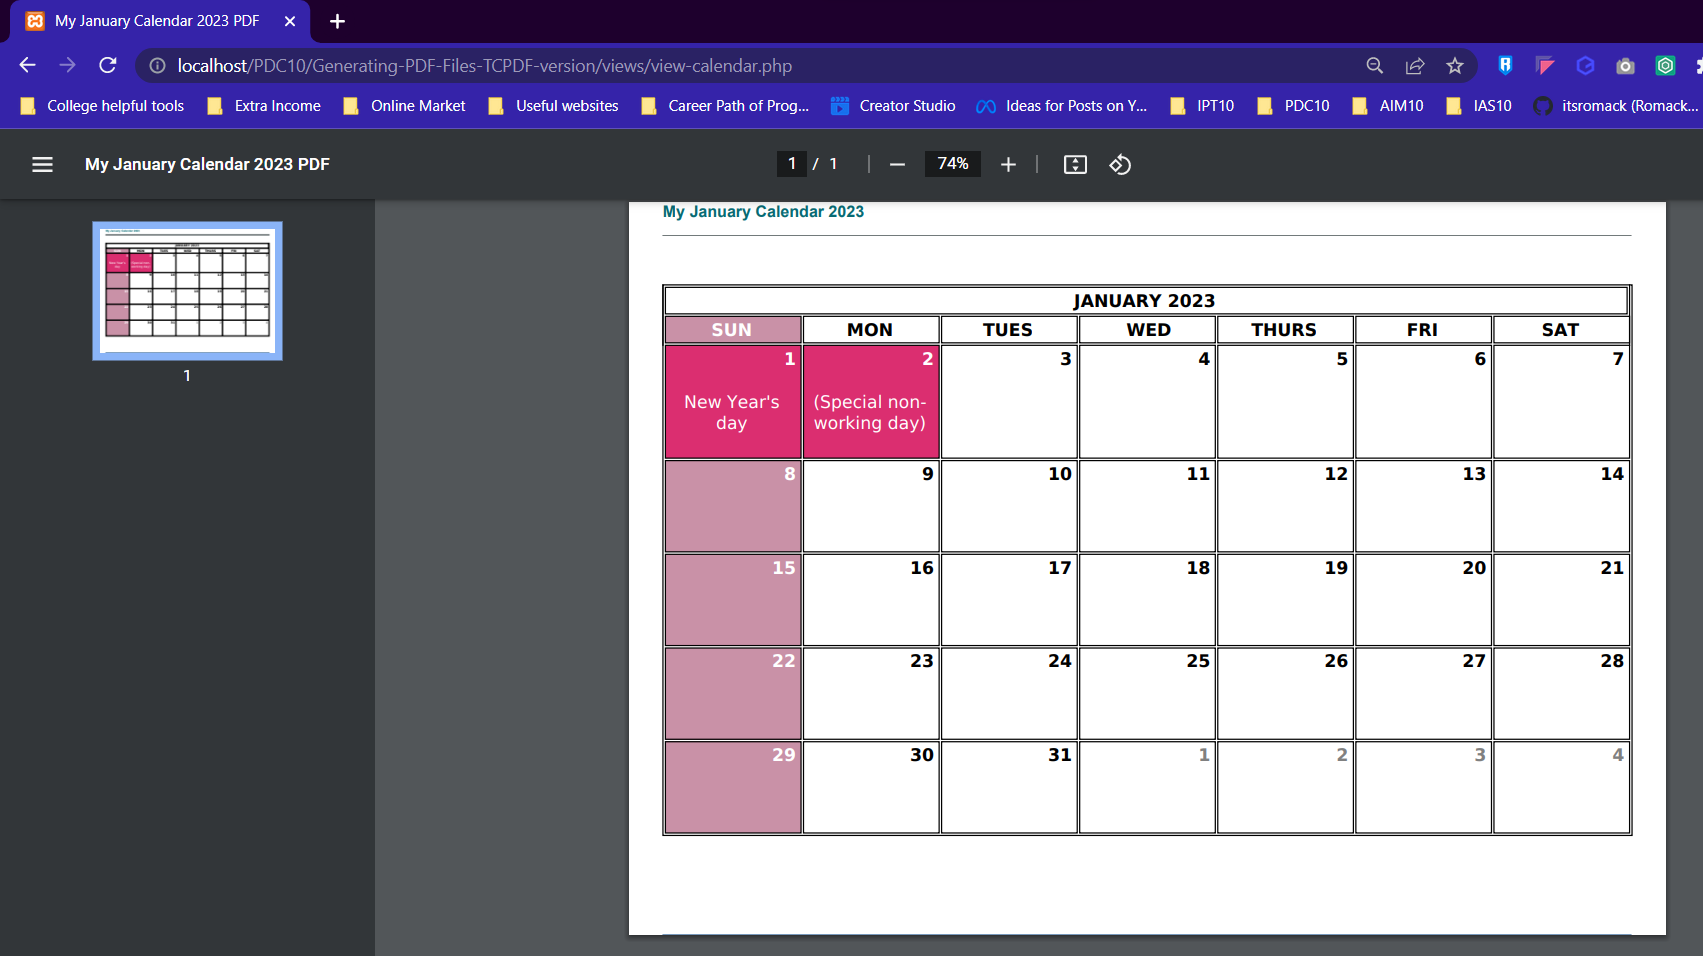 My January Calendar 2023 PDF
localhost/PDC10/Generating-PDF-Files-TCPDF-version/views/view-calendar.php
College helpful tools Extra Income Online Market Useful websites Career Path of Prog... Creator Studio Ideas for Posts on Y... IPT10 PDC10 AIM10 IAS10 itsromack (Romack...
My January Calendar 2023 PDF 1 / 1 74%
1
My January Calendar 2023
JANUARY 2023
SUN MON TUES WED THURS FRI SAT
1 2 3 4 5 6 7
New Year's (Special non-
day working day)
8 9 10 11 12 13 14
15 16 17 18 19 20 21
22 23 24 25 26 27 28
29 30 31 1 2 3 4